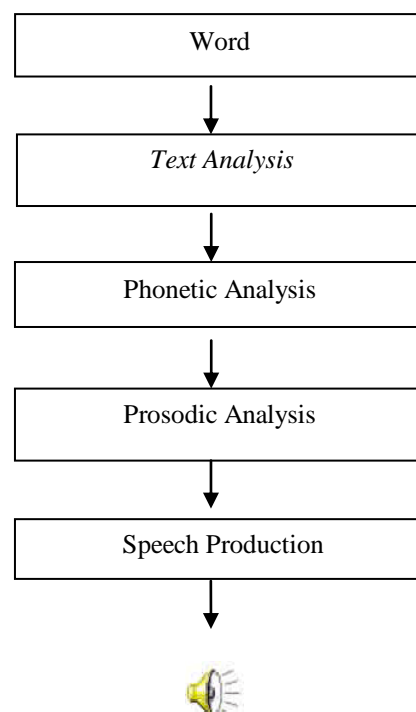 Word
Text Analysis
Phonetic Analysis
Prosodic Analysis
Speech Production